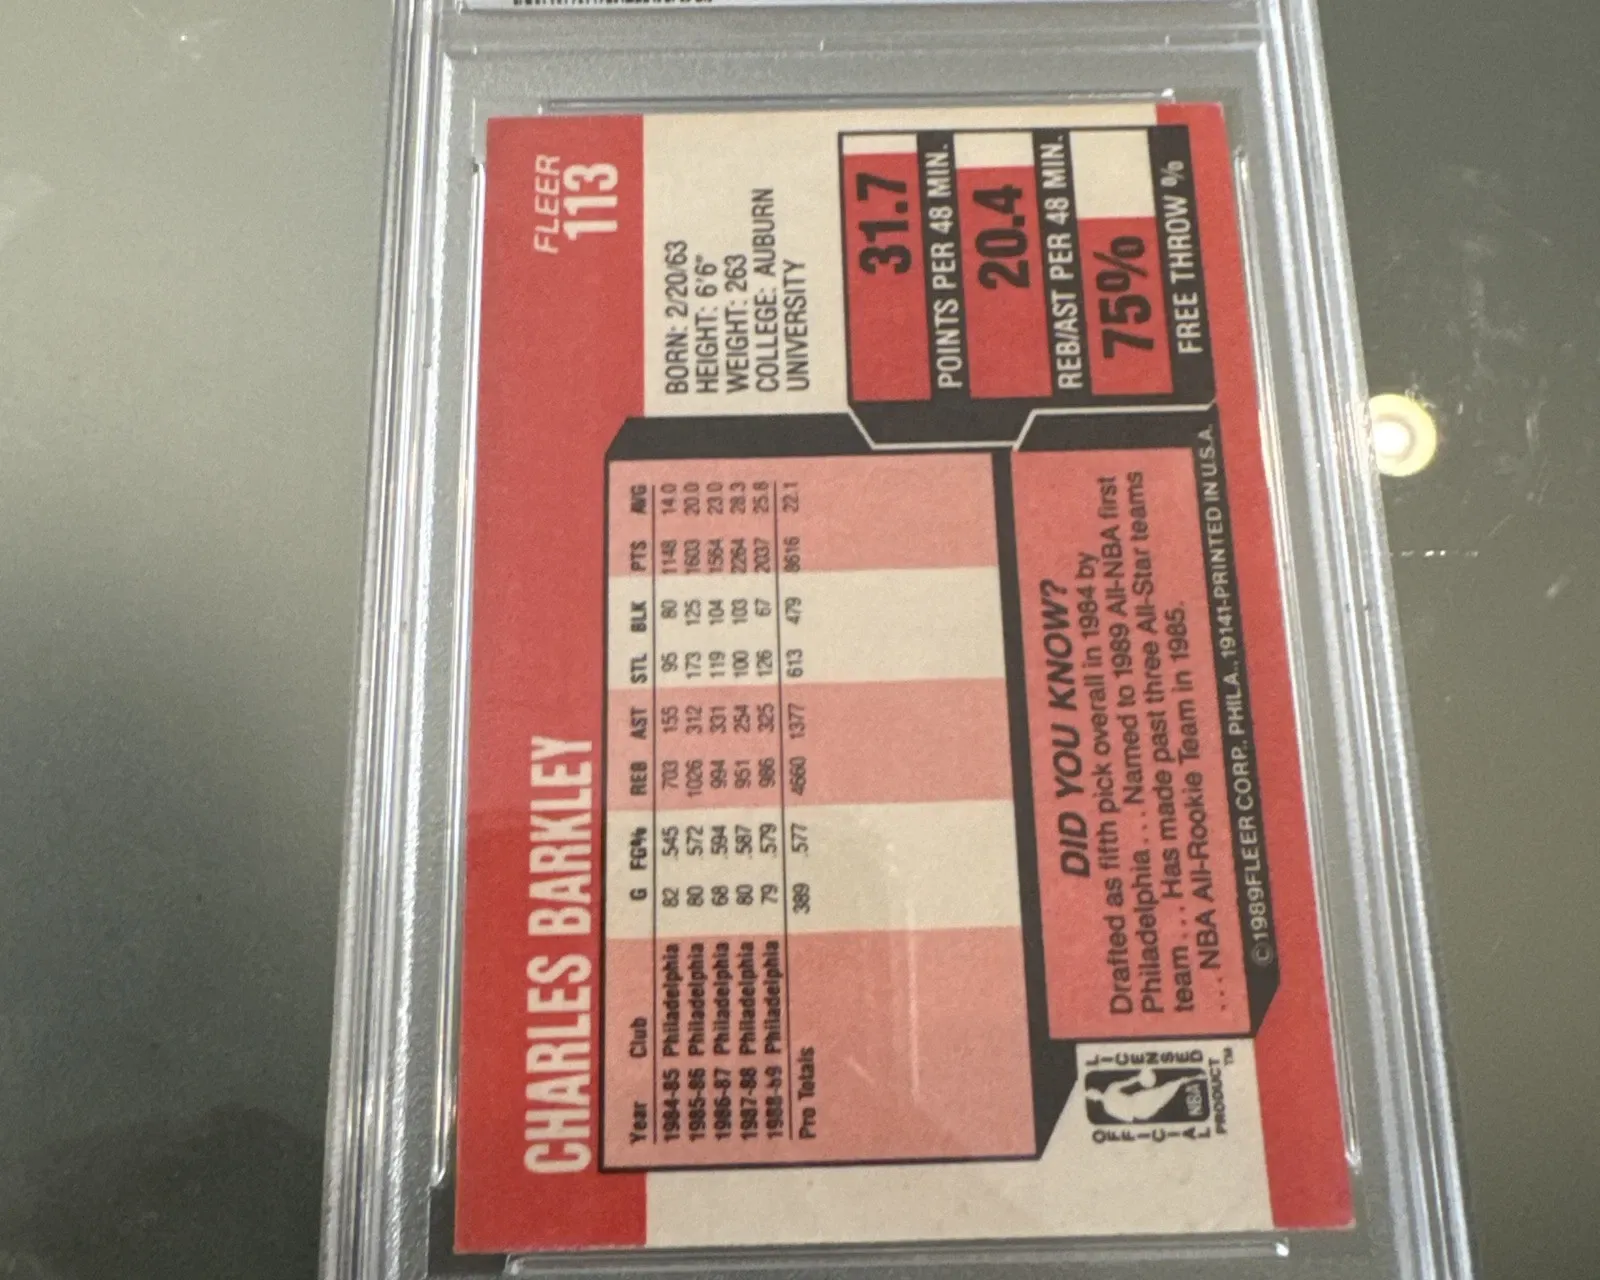 FLEER
113
CHARLES BARKLEY
BORN: 2/20/63
HEIGHT: 6'6"
WEIGHT: 263
COLLEGE: AUBURN
UNIVERSITY
Year Club G FG% REB AST STL BLK PTS AVG
1984-85 Philadelphia 82 .545 703 155 95 80 1148 14.0
1985-86 Philadelphia 80 .572 1026 312 173 125 1603 20.0
1986-87 Philadelphia 68 .594 994 331 119 104 1564 23.0
1987-88 Philadelphia 80 .587 951 254 100 103 2264 28.3
1988-89 Philadelphia 79 .579 986 325 126 67 2037 25.8
Pro Totals 389 .577 4660 1377 613 479 8616 22.1
31.7
POINTS PER 48 MIN.
20.4
REB/AST PER 48 MIN.
75%
FREE THROW %
DID YOU KNOW?
Drafted as fifth pick overall in 1984 by
Philadelphia . . . Named to 1989 All-NBA first
team . . . Has made past three All-Star teams
. . . NBA All-Rookie Team in 1985.
OFFICIAL LICENSED
NBA
PRODUCT™
©1989 FLEER CORP., PHILA., 19141-PRINTED IN U.S.A.